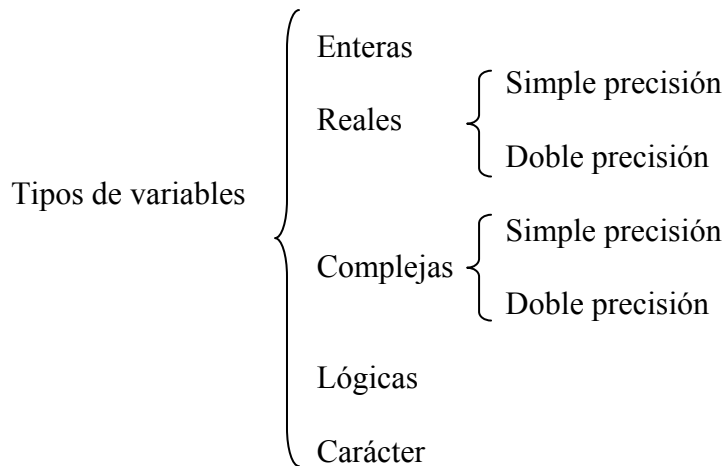 Tipos de variables
Enteras
Reales
Simple precisión
Doble precisión
Complejas
Simple precisión
Doble precisión
Lógicas
Carácter